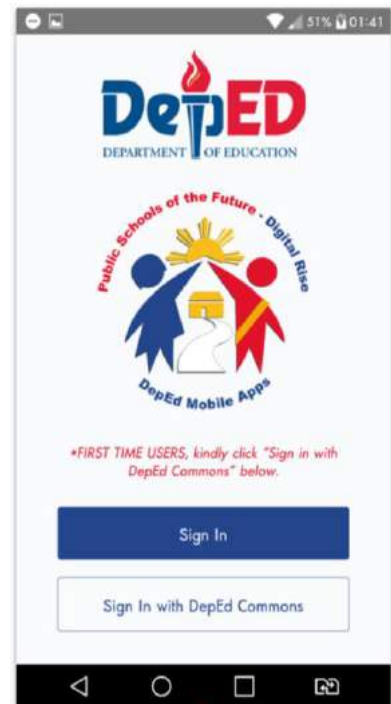 51% 01:41
DepED
DEPARTMENT OF EDUCATION
Public Schools of the Future - Digital Rise
DepEd Mobile Apps
*FIRST TIME USERS, kindly click "Sign in with
DepEd Commons" below.
Sign In
Sign In with DepEd Commons